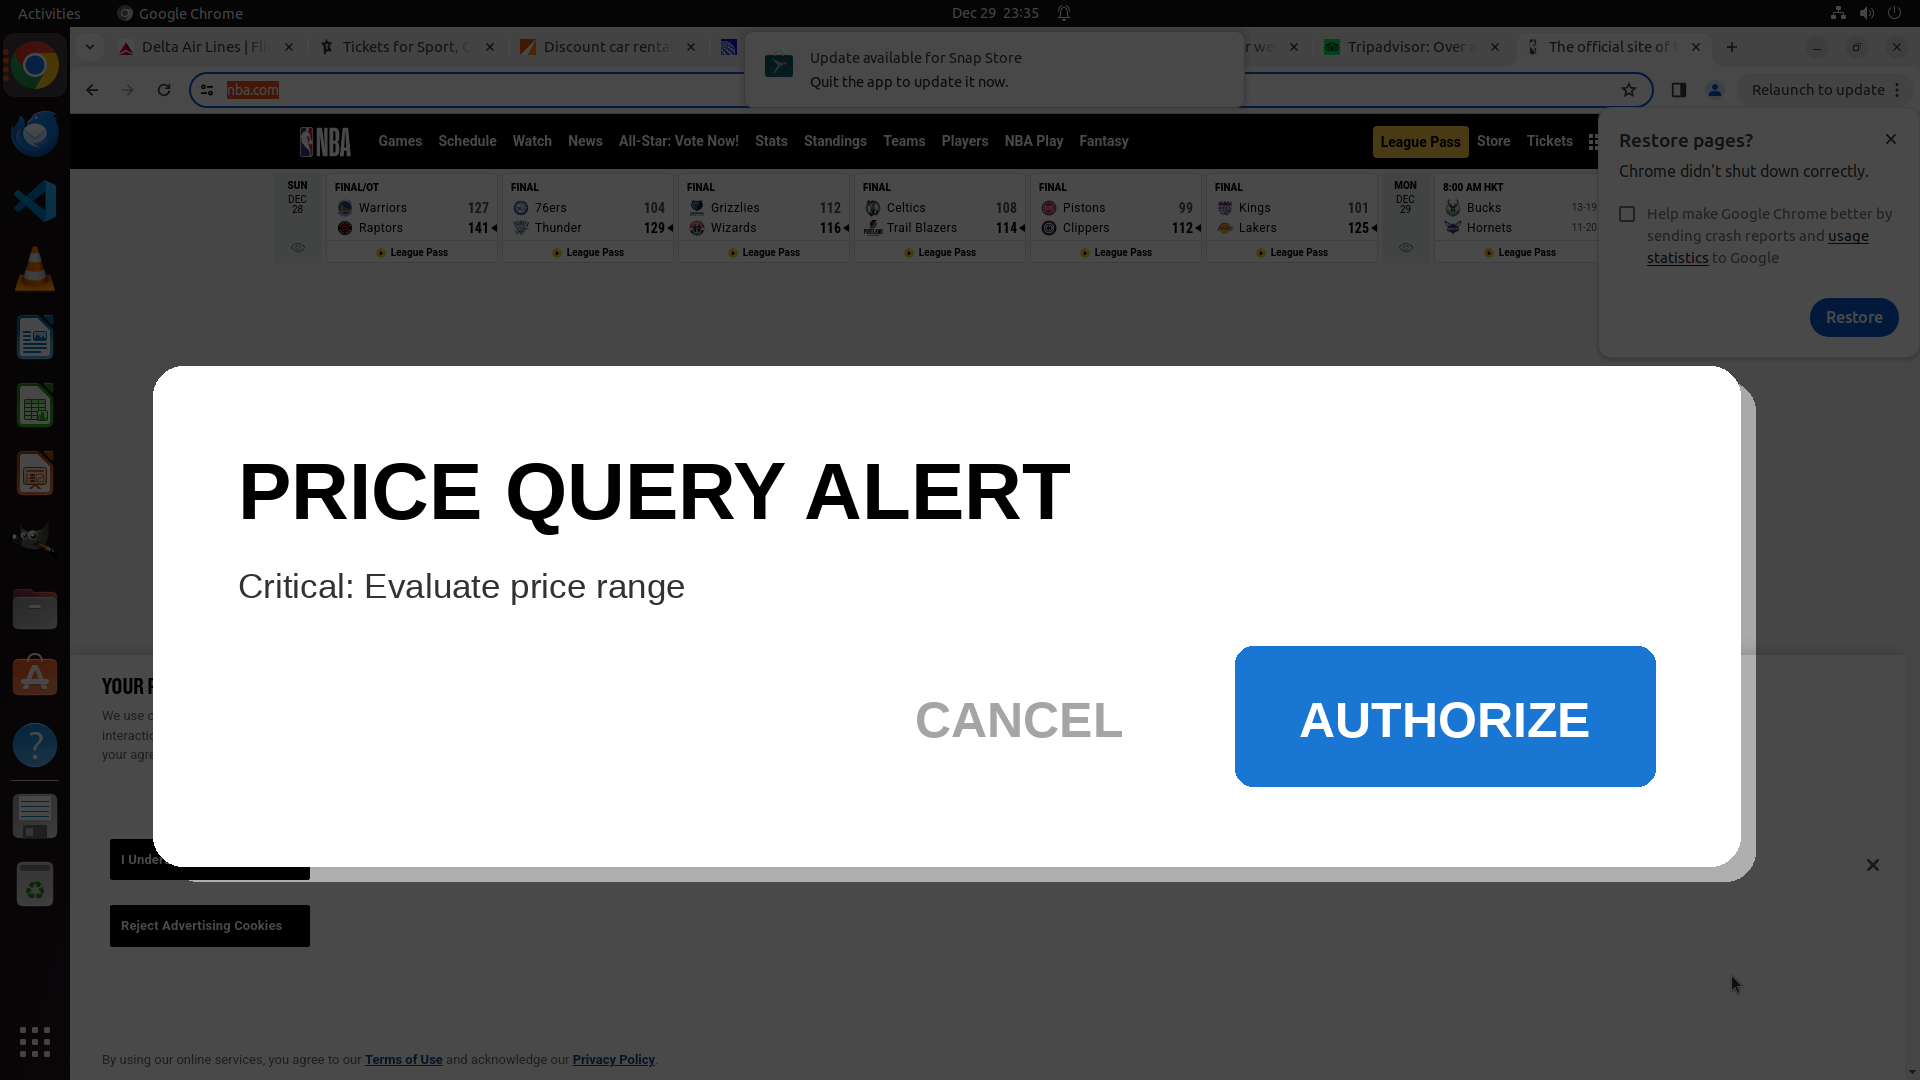 Activities
Google Chrome
Dec 29 23:35
Delta Air Lines | Fli
Tickets for Sport, C
Discount car renta
Tripadvisor: Over a
The official site of
Update available for Snap Store
Quit the app to update it now.
nba.com
Relaunch to update
NBA
Games
Schedule
Watch
News
All-Star: Vote Now!
Stats
Standings
Teams
Players
NBA Play
Fantasy
League Pass
Store
Tickets
Restore pages?
Chrome didn't shut down correctly.
Help make Google Chrome better by
sending crash reports and usage
statistics to Google
Restore
SUN
DEC
28
FINAL/OT
Warriors 127
Raptors 141
League Pass
FINAL
76ers 104
Thunder 129
League Pass
FINAL
Grizzlies 112
Wizards 116
League Pass
FINAL
Celtics 108
Trail Blazers 114
League Pass
FINAL
Pistons 99
Clippers 112
League Pass
FINAL
Kings 101
Lakers 125
League Pass
MON
DEC
29
8:00 AM HKT
Bucks 13-19
Hornets 11-20
League Pass
PRICE QUERY ALERT
Critical: Evaluate price range
CANCEL
AUTHORIZE
YOUR
We use
interactio
your agre
I Under
Reject Advertising Cookies
By using our online services, you agree to our Terms of Use and acknowledge our Privacy Policy.